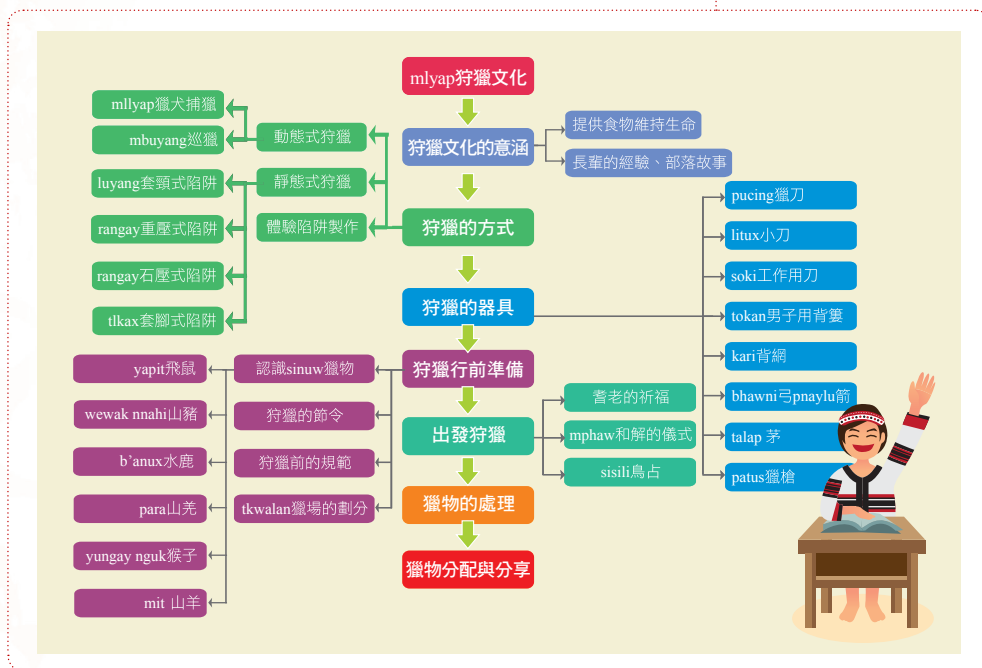 mlyap狩獵文化
狩獵文化的意涵
提供食物維持生命
長輩的經驗、部落故事
狩獵的方式
動態式狩獵
mllyap獵犬捕獵
mbuyang巡獵
靜態式狩獵
luyang套頸式陷阱
rangay重壓式陷阱
rangay石壓式陷阱
tlkax套腳式陷阱
體驗陷阱製作
狩獵的器具
pucing獵刀
litux小刀
soki工作用刀
tokan男子用背簍
kari背網
bhawni弓pnaylu箭
talap 茅
patus獵槍
狩獵行前準備
認識sinuw獵物
yapit飛鼠
wewak nnahi山豬
b’anux水鹿
para山羌
yungay nguk猴子
mit 山羊
狩獵的節令
狩獵前的規範
tkwalan獵場的劃分
出發狩獵
耆老的祈福
mphaw和解的儀式
sisili鳥占
獵物的處理
獵物分配與分享